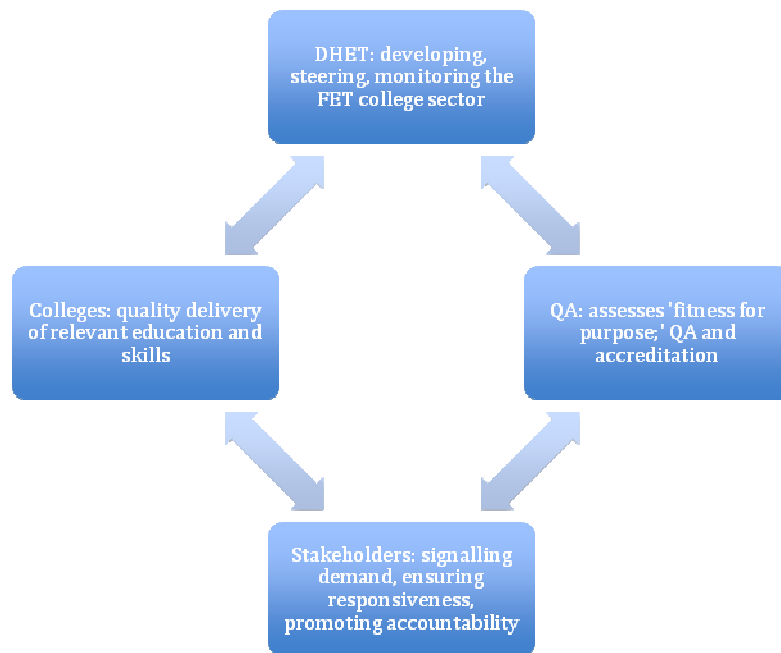 DHET: developing,
steering, monitoring the
FET college sector
Colleges: quality delivery
of relevant education and
skills
QA: assesses 'fitness for
purpose;' QA and
accreditation
Stakeholders: signalling
demand, ensuring
responsiveness,
promoting accountability